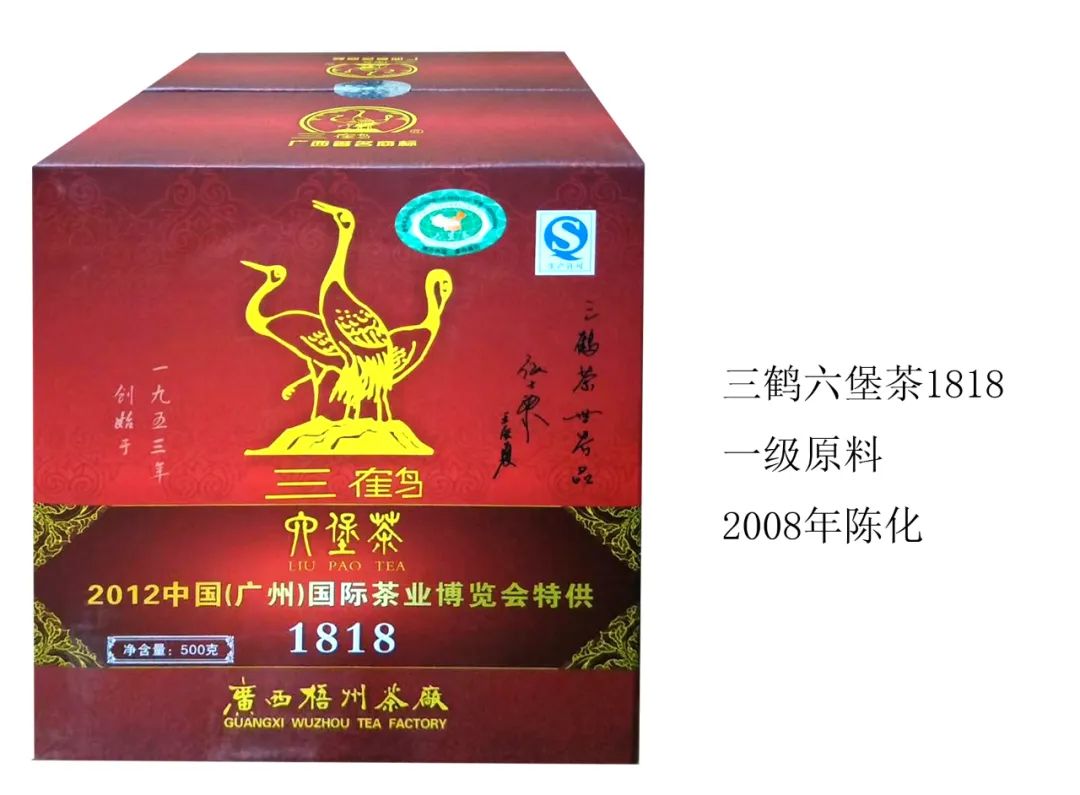 三鹤
广西著名商标
一九五三年
创始于
三鹤茶世界品
三鹤
六堡茶
LIU PAO TEA
2012中国(广州)国际茶业博览会特供
净含量：500克
1818
廣西梧州茶廠
GUANGXI WUZHOU TEA FACTORY
三鹤六堡茶1818
一级原料
2008年陈化